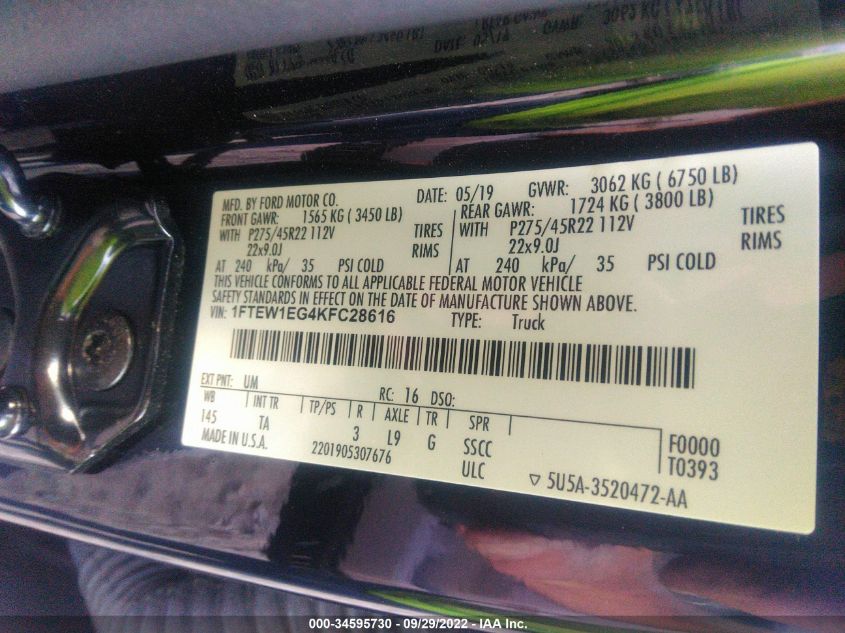 MFD. BY FORD MOTOR CO. DATE: 05/19 GVWR: 3062 KG ( 6750 LB)
FRONT GAWR: 1565 KG ( 3450 LB) REAR GAWR: 1724 KG ( 3800 LB)
WITH P275/45R22 112V TIRES WITH P275/45R22 112V TIRES
22x9.0J RIMS 22x9.0J RIMS
AT 240 kPa/ 35 PSI COLD AT 240 kPa/ 35 PSI COLD
THIS VEHICLE CONFORMS TO ALL APPLICABLE FEDERAL MOTOR VEHICLE
SAFETY STANDARDS IN EFFECT ON THE DATE OF MANUFACTURE SHOWN ABOVE.
VIN: 1FTEW1EG4KFC28616 TYPE: Truck
EXT PNT: UM RC: 16 DSO:
WB INT TR TP/PS R AXLE TR SPR
145 TA 3 L9 G SSCC F0000
MADE IN U.S.A. 2201905307676 ULC T0393
▽ 5U5A-3520472-AA
000-34595730 - 09/29/2022 - IAA Inc.